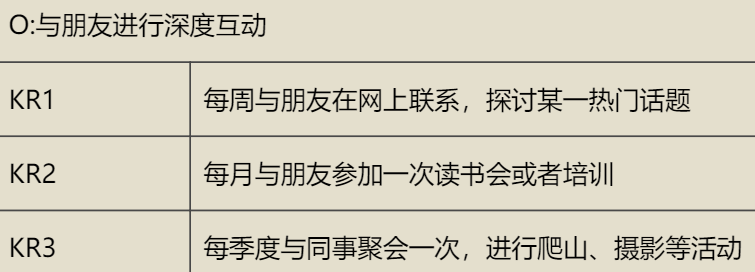 O:与朋友进行深度互动
KR1 每周与朋友在网上联系，探讨某一热门话题
KR2 每月与朋友参加一次读书会或者培训
KR3 每季度与同事聚会一次，进行爬山、摄影等活动